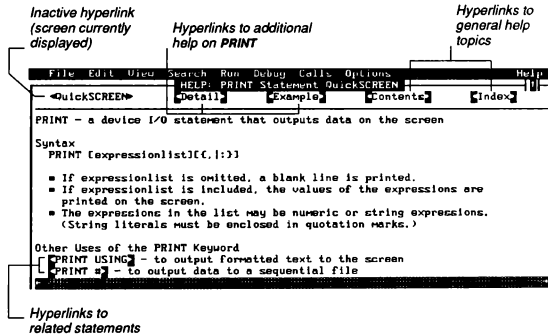 Inactive hyperlink
(screen currently
displayed)
Hyperlinks to additional
help on PRINT
Hyperlinks to
general help
topics
File Edit View Search Run Debug Calls Options Help
HELP: PRINT Statement QuickSCREEN
◄QuickSCREEN► ◄Detail► ◄Example► ◄Contents► ◄Index►
PRINT - a device I/O statement that outputs data on the screen
Syntax
PRINT [expressionlist][{,|;}]
■ If expressionlist is omitted, a blank line is printed.
■ If expressionlist is included, the values of the expressions are
printed on the screen.
■ The expressions in the list may be numeric or string expressions.
(String literals must be enclosed in quotation marks.)
Other Uses of the PRINT Keyword
◄PRINT USING► - to output formatted text to the screen
◄PRINT #► - to output data to a sequential file
Hyperlinks to
related statements